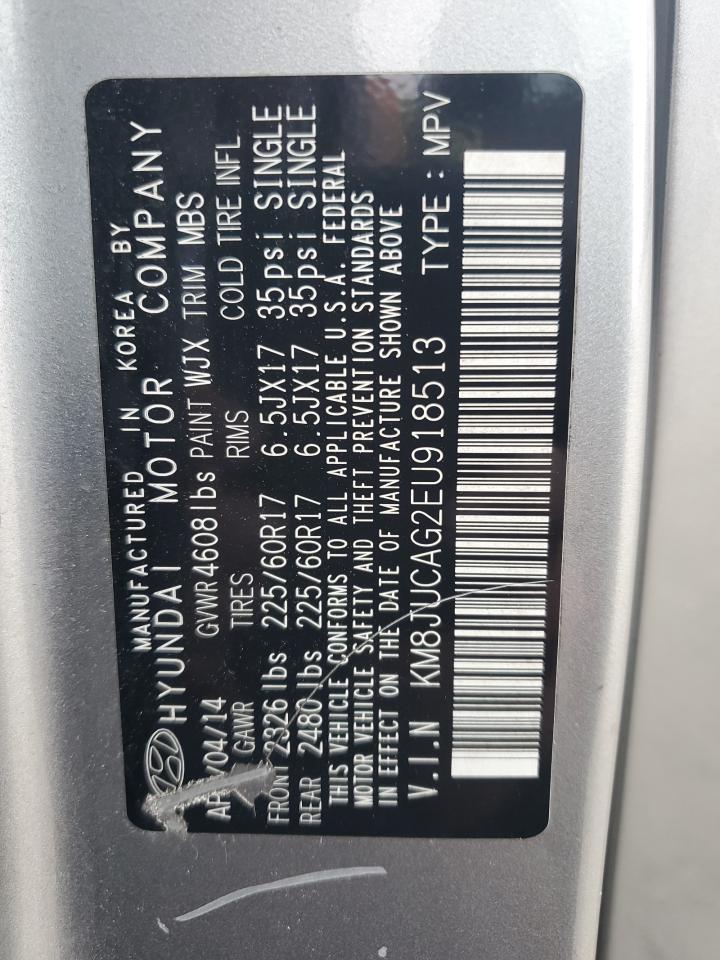 MANUFACTURED IN KOREA BY
HYUNDAI MOTOR COMPANY
04/14 GVWR 4608 lbs PAINT WJX TRIM MBS
GAWR TIRES RIMS COLD TIRE INFL
FRONT 2326 lbs 225/60R17 6.5JX17 35psi SINGLE
REAR 2480 lbs 225/60R17 6.5JX17 35psi SINGLE
THIS VEHICLE CONFORMS TO ALL APPLICABLE U.S.A. FEDERAL
MOTOR VEHICLE SAFETY AND THEFT PREVENTION STANDARDS
IN EFFECT ON THE DATE OF MANUFACTURE SHOWN ABOVE
V.I.N KM8JUCAG2EU918513 TYPE : MPV